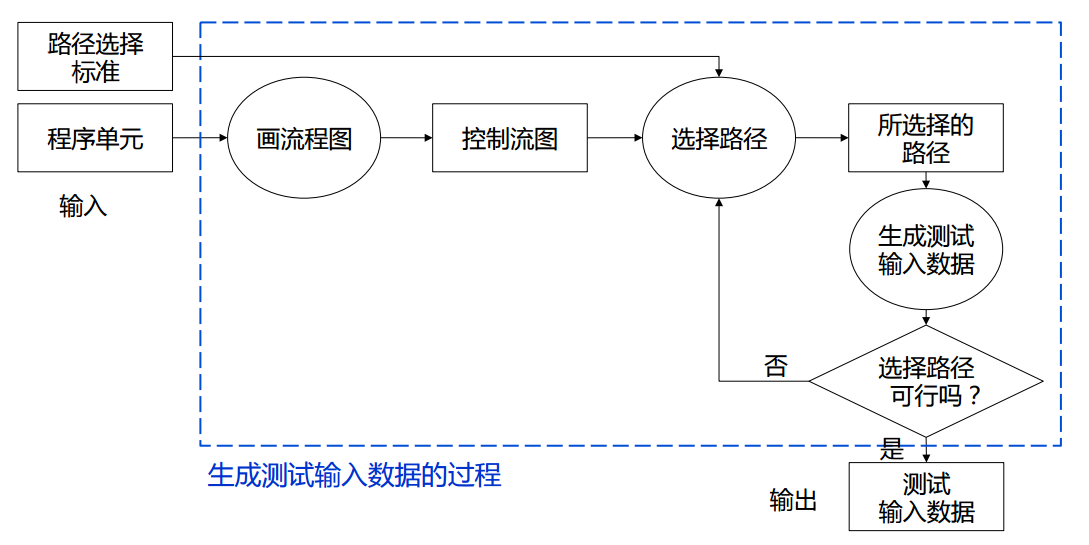 路径选择
标准
程序单元
输入
画流程图
控制流图
选择路径
所选择的
路径
生成测试
输入数据
选择路径
可行吗？
否
是
生成测试输入数据的过程
输出
测试
输入数据